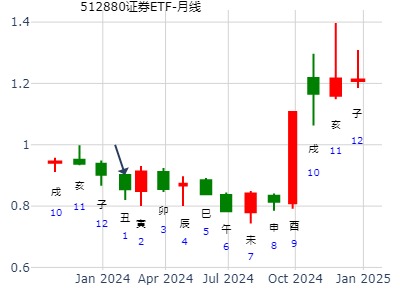 512880证券ETF-月线
1.4
1.2
1
0.8
0.6
戌
10
亥
11
子
12
丑
1
寅
2
卯
3
辰
4
巳
5
午
6
未
7
申
8
酉
9
戌
10
亥
11
子
12
Jan 2024
Apr 2024
Jul 2024
Oct 2024
Jan 2025